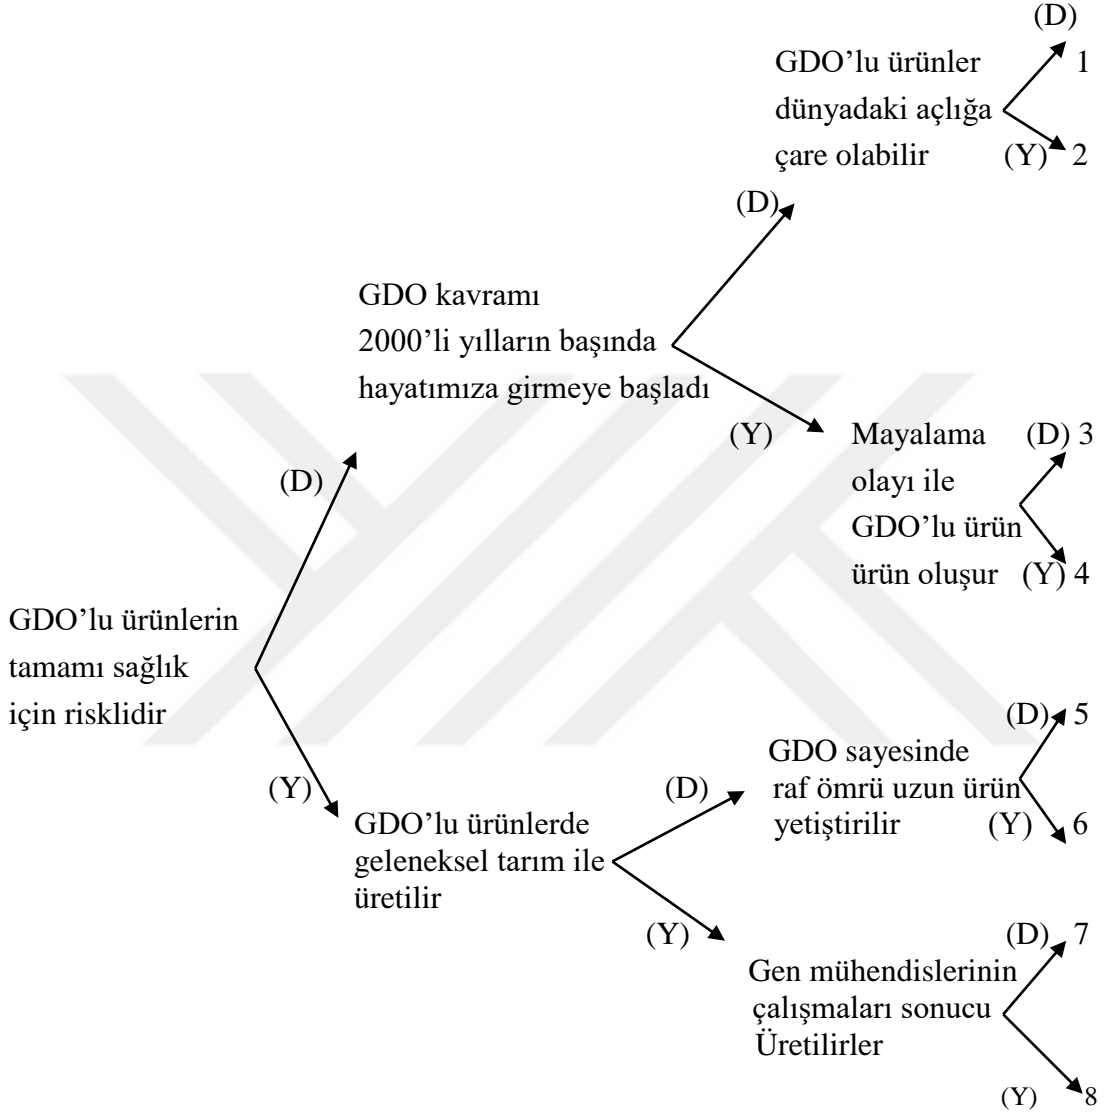 (D)
GDO’lu ürünler
dünyadaki açlığa
çare olabilir
1
(Y) 2
(D)
GDO kavramı
2000’li yılların başında
hayatımıza girmeye başladı
(Y)
Mayalama
olayı ile
GDO’lu ürün
ürün oluşur
(D) 3
(Y) 4
(D)
GDO’lu ürünlerin
tamamı sağlık
için risklidir
(Y)
GDO’lu ürünlerde
geleneksel tarım ile
üretilir
(D)
GDO sayesinde
raf ömrü uzun ürün
yetiştirilir
(D) 5
(Y) 6
(Y)
Gen mühendislerinin
çalışmaları sonucu
Üretilirler
(D) 7
(Y) 8